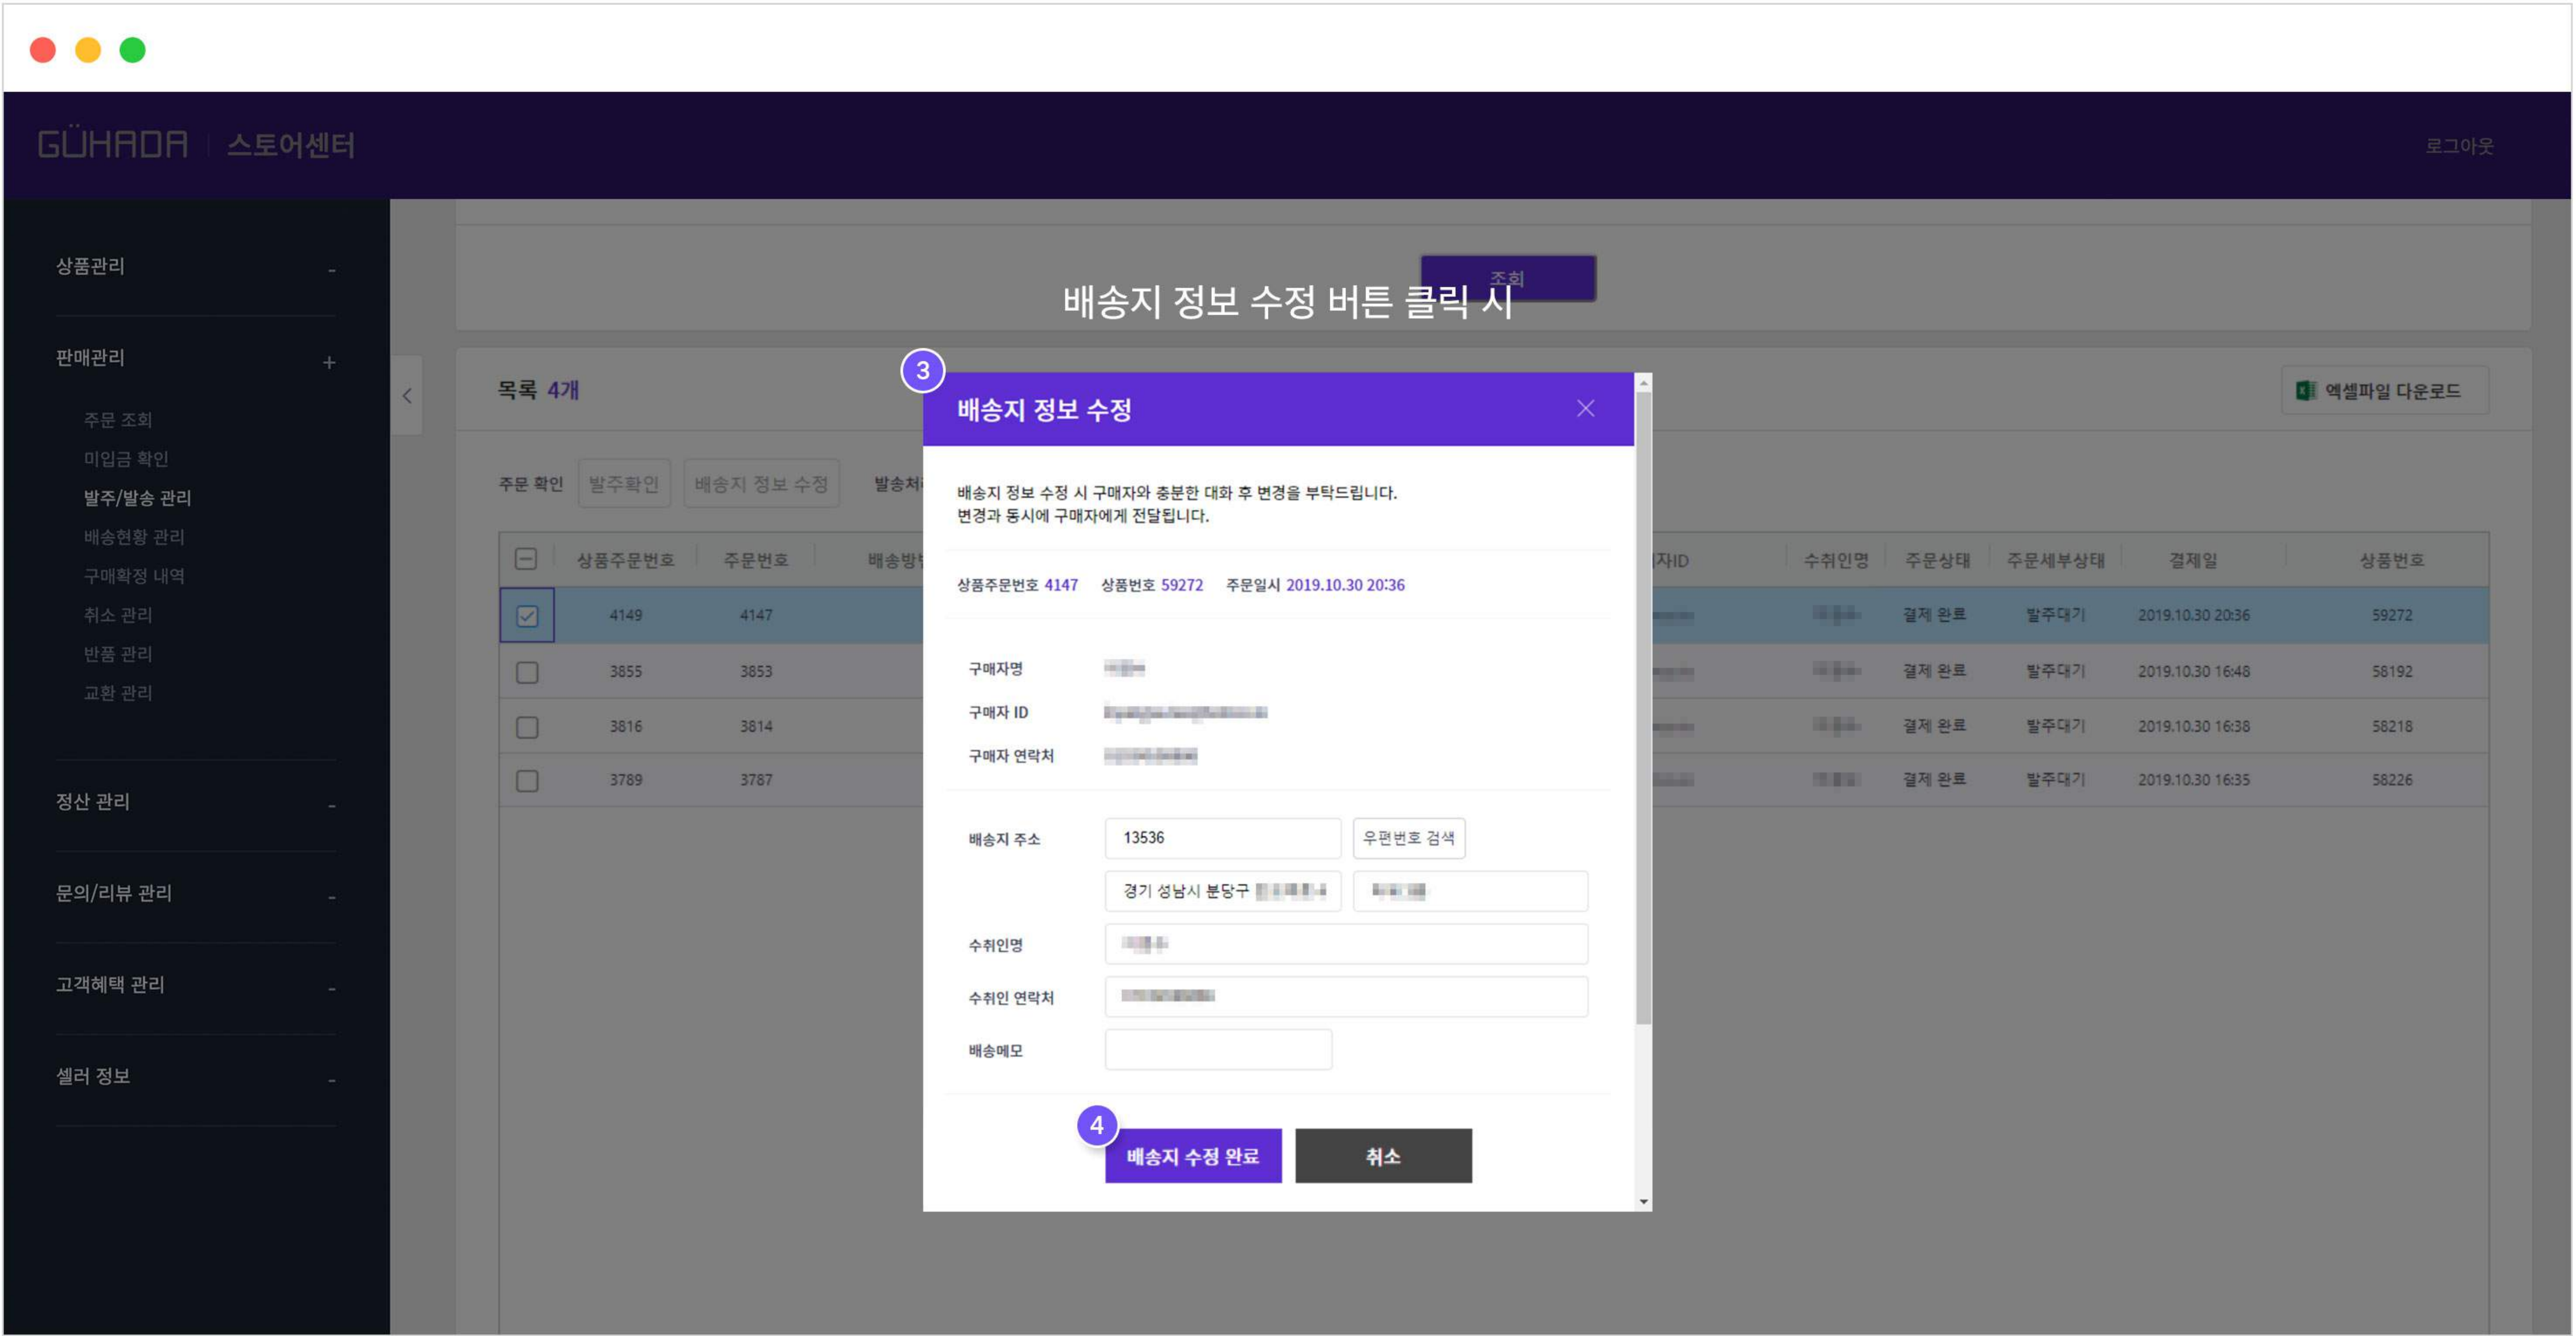 GÜHADA 스토어센터
로그아웃
상품관리 -
판매관리 +
주문 조회
미입금 확인
발주/발송 관리
배송현황 관리
구매확정 내역
취소 관리
반품 관리
교환 관리
정산 관리 -
문의/리뷰 관리 -
고객혜택 관리 -
셀러 정보 -
조회
배송지 정보 수정 버튼 클릭 시
목록 4개
엑셀파일 다운로드
주문 확인 발주확인 배송지 정보 수정 발송처
상품주문번호 주문번호 배송방 자ID 수취인명 주문상태 주문세부상태 결제일 상품번호
4149 4147 결제 완료 발주대기 2019.10.30 20:36 59272
3855 3853 결제 완료 발주대기 2019.10.30 16:48 58192
3816 3814 결제 완료 발주대기 2019.10.30 16:38 58218
3789 3787 결제 완료 발주대기 2019.10.30 16:35 58226
3
배송지 정보 수정
배송지 정보 수정 시 구매자와 충분한 대화 후 변경을 부탁드립니다.
변경과 동시에 구매자에게 전달됩니다.
상품주문번호 4147 상품번호 59272 주문일시 2019.10.30 20:36
구매자명
구매자 ID
구매자 연락처
배송지 주소 13536 우편번호 검색
경기 성남시 분당구
수취인명
수취인 연락처
배송메모
4
배송지 수정 완료 취소